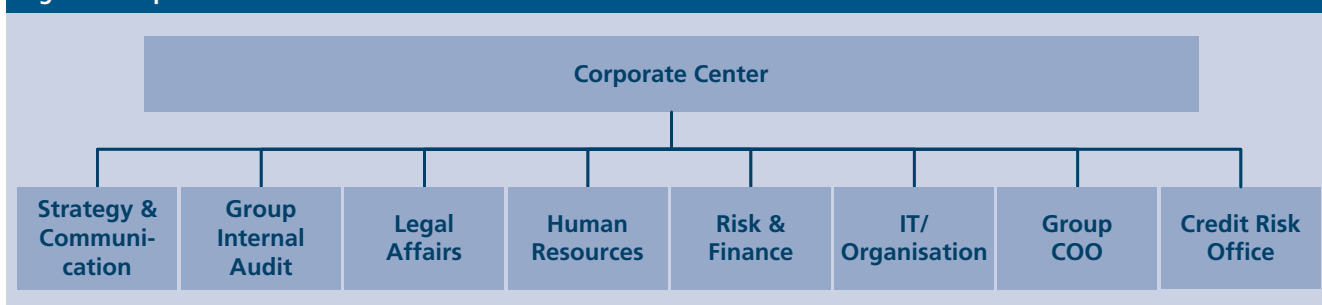 Corporate Center
Strategy &
Communi-
cation
Group
Internal
Audit
Legal
Affairs
Human
Resources
Risk &
Finance
IT/
Organisation
Group
COO
Credit Risk
Office